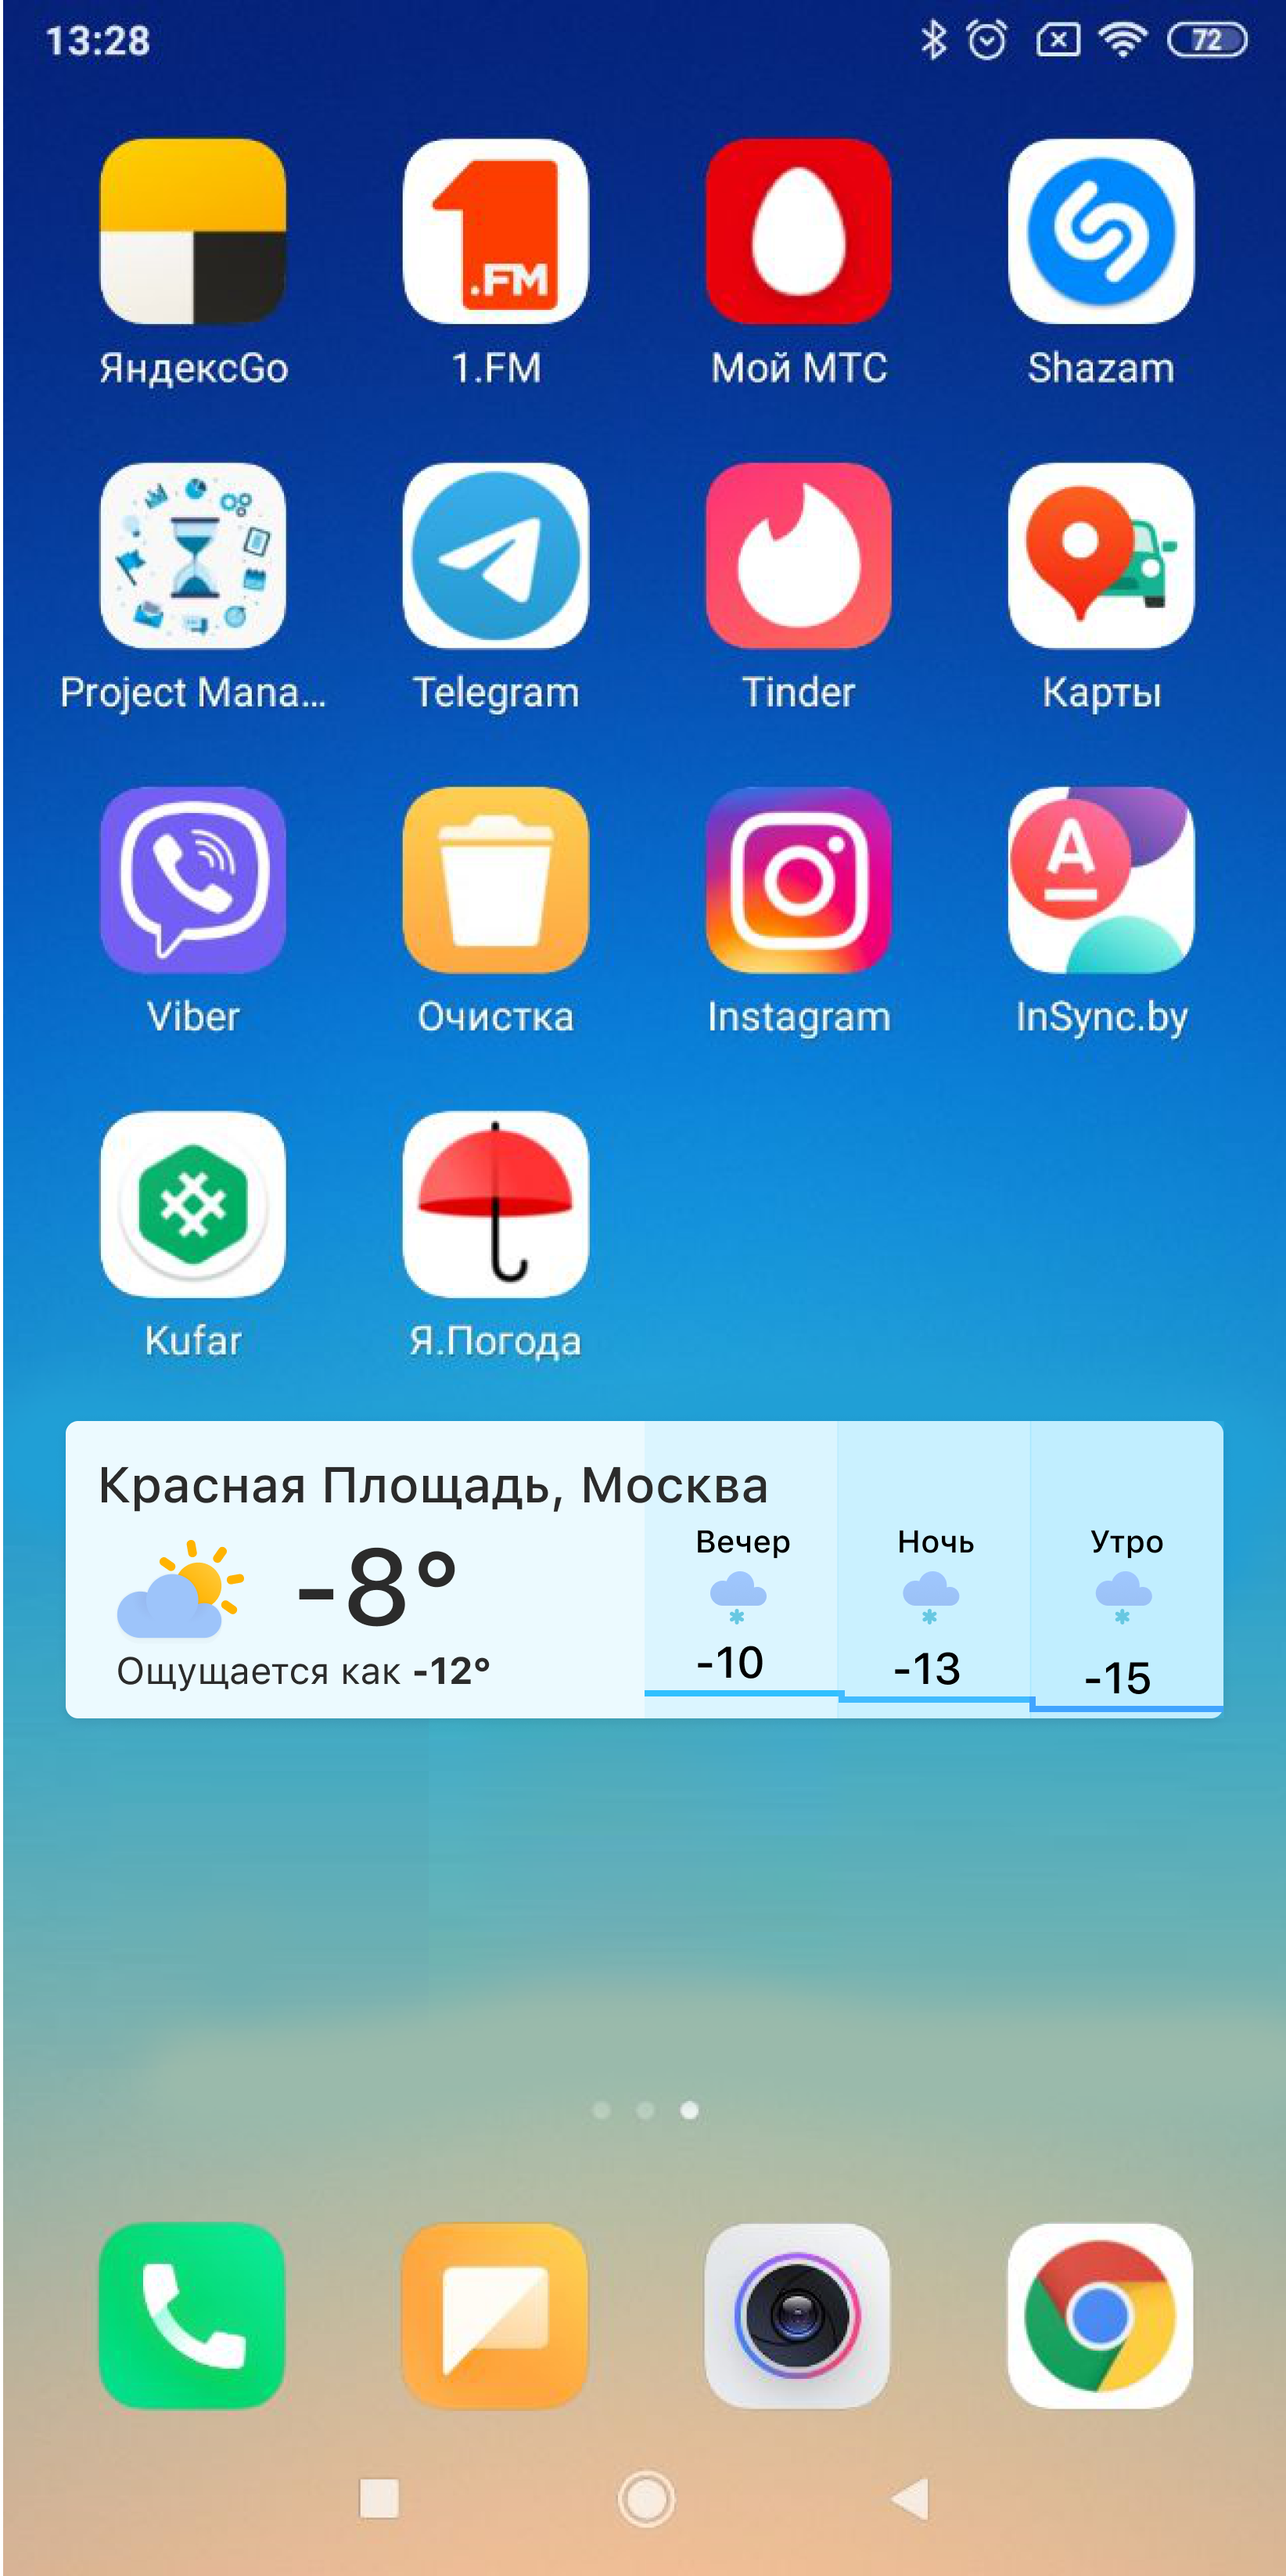 13:28
72
.FM
ЯндексGo
1.FM
Мой МТС
Shazam
Project Mana...
Telegram
Tinder
Карты
A
Viber
Очистка
Instagram
InSync.by
Kufar
Я.Погода
Красная Площадь, Москва
-8°
Ощущается как -12°
Вечер
-10
Ночь
-13
Утро
-15